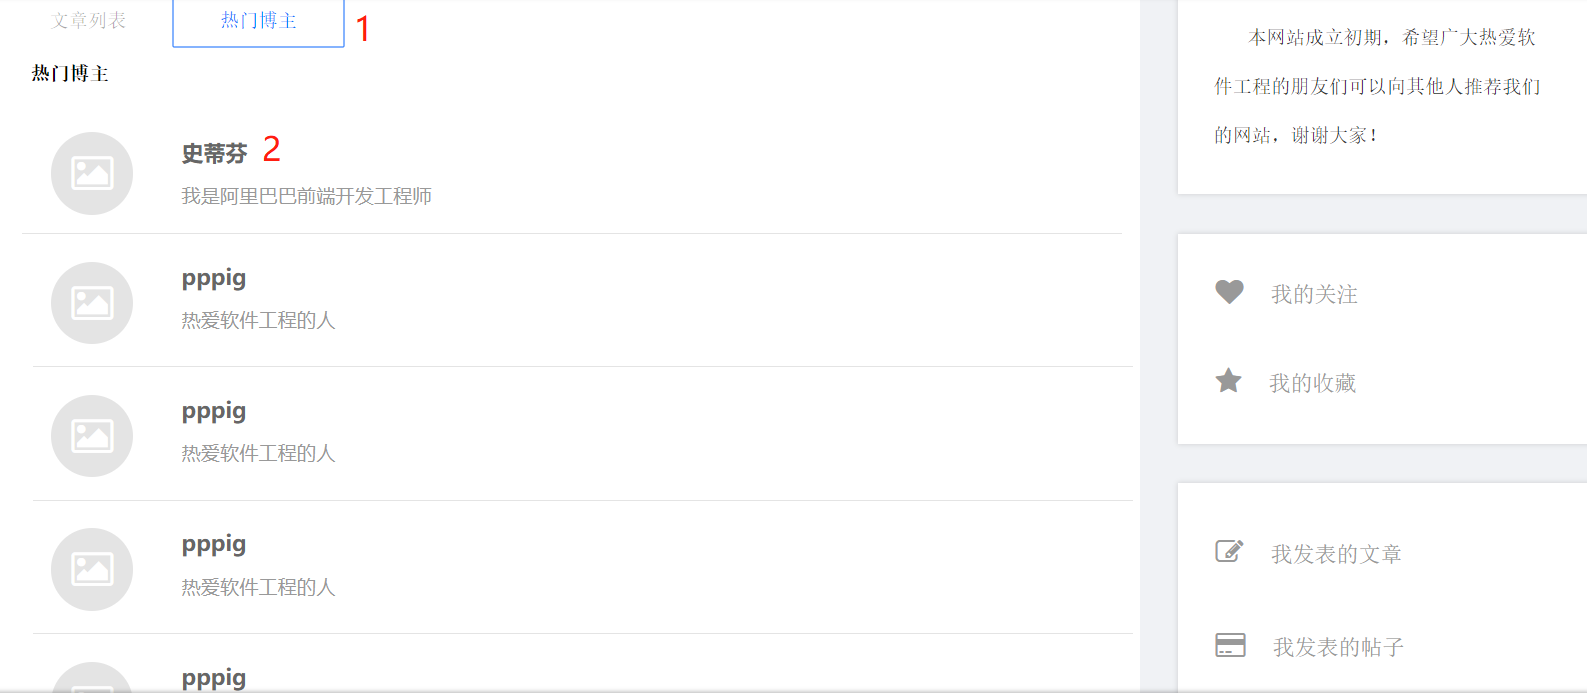 文章列表
热门博主
1
热门博主
史蒂芬
2
我是阿里巴巴前端开发工程师
pppig
热爱软件工程的人
pppig
热爱软件工程的人
pppig
热爱软件工程的人
pppig
本网站成立初期，希望广大热爱软
件工程的朋友们可以向其他人推荐我们
的网站，谢谢大家！
我的关注
我的收藏
我发表的文章
我发表的帖子